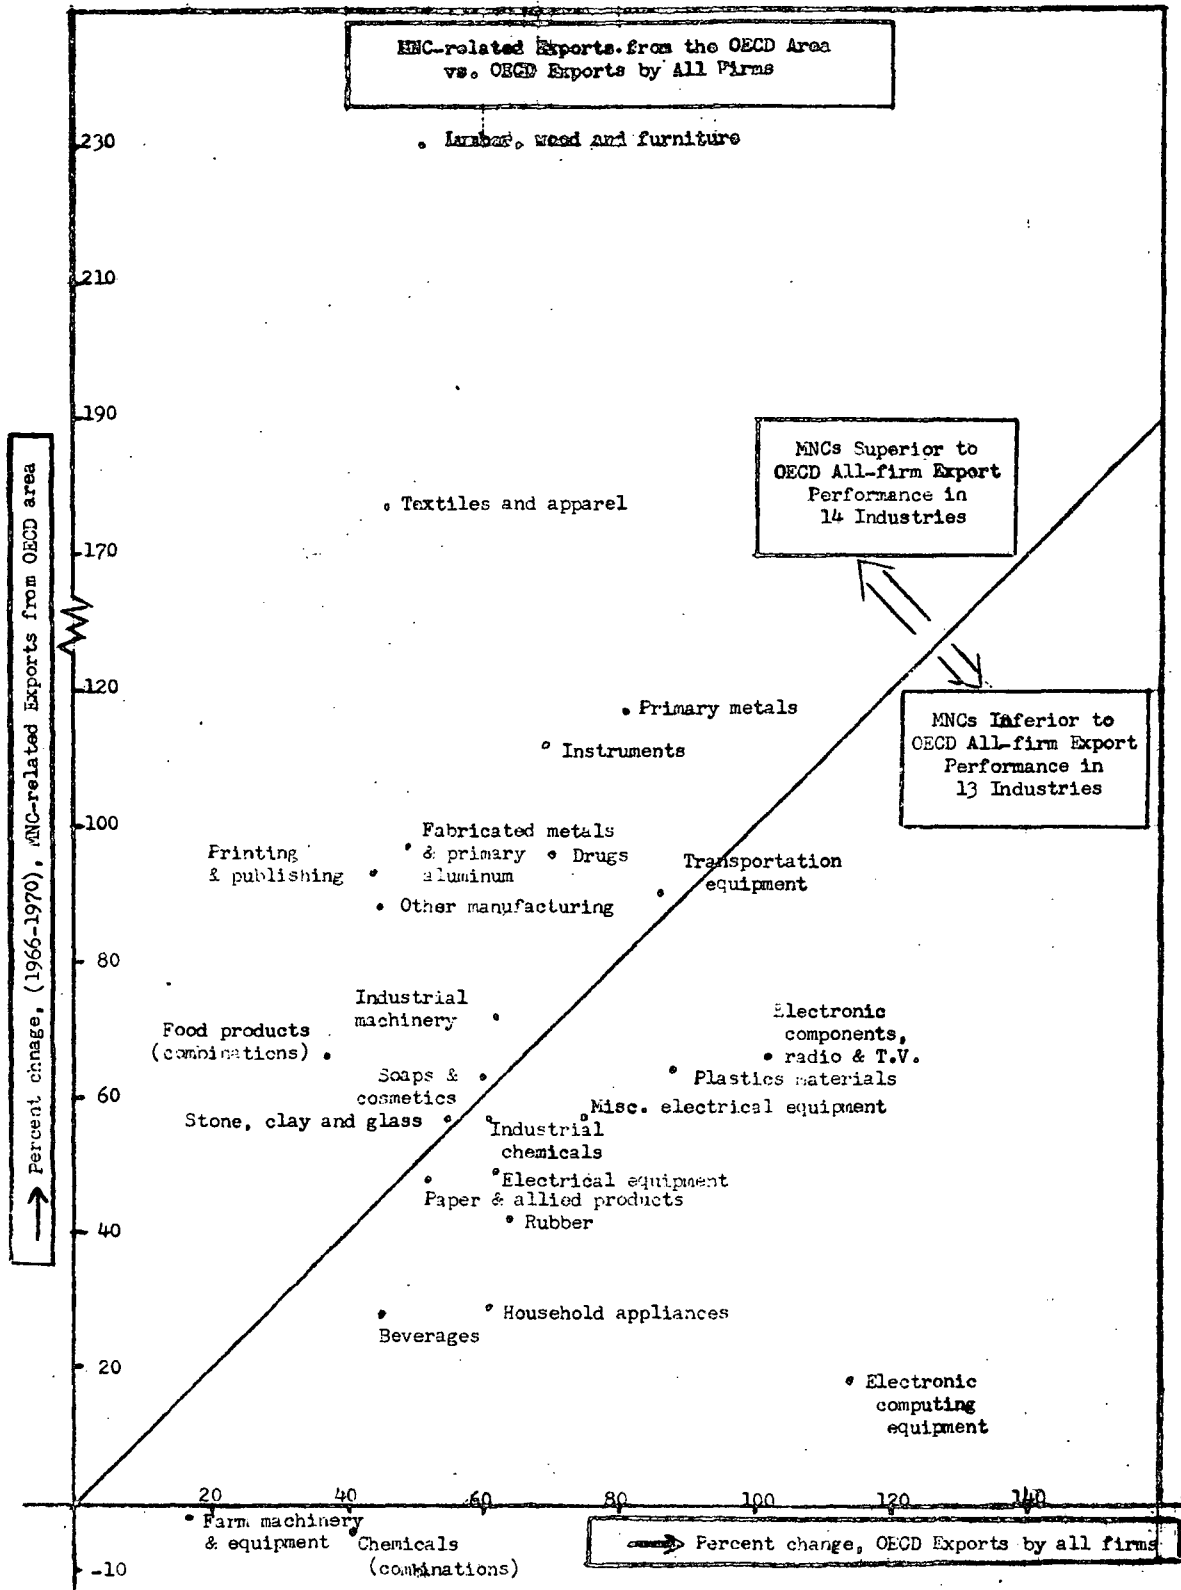 MNC-related Exports from the OECD Area
vs. OECD Exports by All Firms
230
Lumber, wood and furniture
210
190
MNCs Superior to
OECD All-firm Export
Performance in
14 Industries
Textiles and apparel
170
120
Primary metals
MNCs Inferior to
OECD All-firm Export
Performance in
13 Industries
Instruments
100
Fabricated metals
& primary
aluminum
Drugs
Printing
& publishing
Transportation
equipment
Other manufacturing
80
Industrial
machinery
Electronic
components,
radio & T.V.
Food products
(combinations)
Plastics materials
Soaps &
cosmetics
60
Misc. electrical equipment
Stone, clay and glass
Industrial
chemicals
Electrical equipment
Paper & allied products
Rubber
40
Household appliances
Beverages
20
Electronic
computing
equipment
20 40 60 80 100 120 140
Farm machinery
& equipment
Chemicals
(combinations)
-10
Percent change, OECD Exports by all firms
Percent chnage, (1966-1970), MNC-related Exports from OECD area